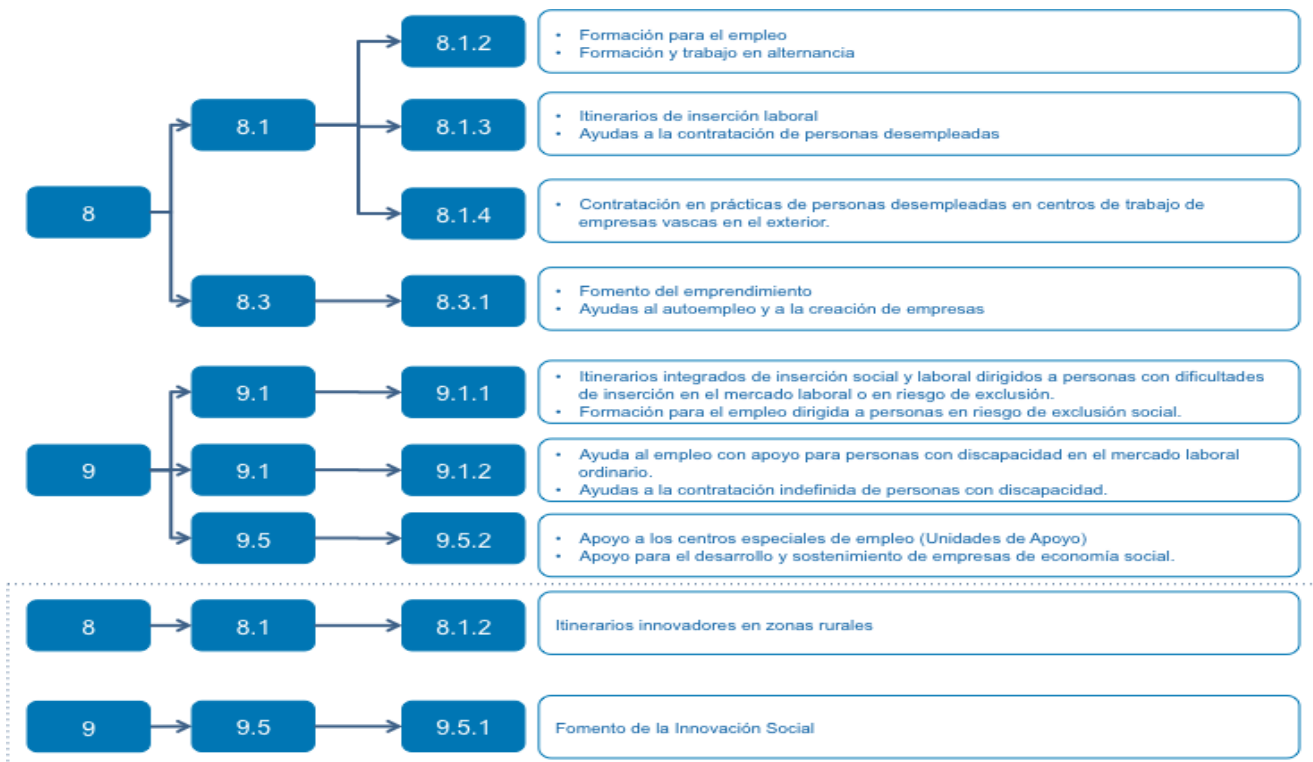 8
8.1
8.1.2
• Formación para el empleo
• Formación y trabajo en alternancia
8.1.3
• Itinerarios de inserción laboral
• Ayudas a la contratación de personas desempleadas
8.1.4
• Contratación en prácticas de personas desempleadas en centros de trabajo de
empresas vascas en el exterior.
8.3
8.3.1
• Fomento del emprendimiento
• Ayudas al autoempleo y a la creación de empresas
9
9.1
9.1.1
• Itinerarios integrados de inserción social y laboral dirigidos a personas con dificultades
de inserción en el mercado laboral o en riesgo de exclusión.
• Formación para el empleo dirigida a personas en riesgo de exclusión social.
9.1
9.1.2
• Ayuda al empleo con apoyo para personas con discapacidad en el mercado laboral
ordinario.
• Ayudas a la contratación indefinida de personas con discapacidad.
9.5
9.5.2
• Apoyo a los centros especiales de empleo (Unidades de Apoyo)
• Apoyo para el desarrollo y sostenimiento de empresas de economía social.
8
8.1
8.1.2
Itinerarios innovadores en zonas rurales
9
9.5
9.5.1
Fomento de la Innovación Social